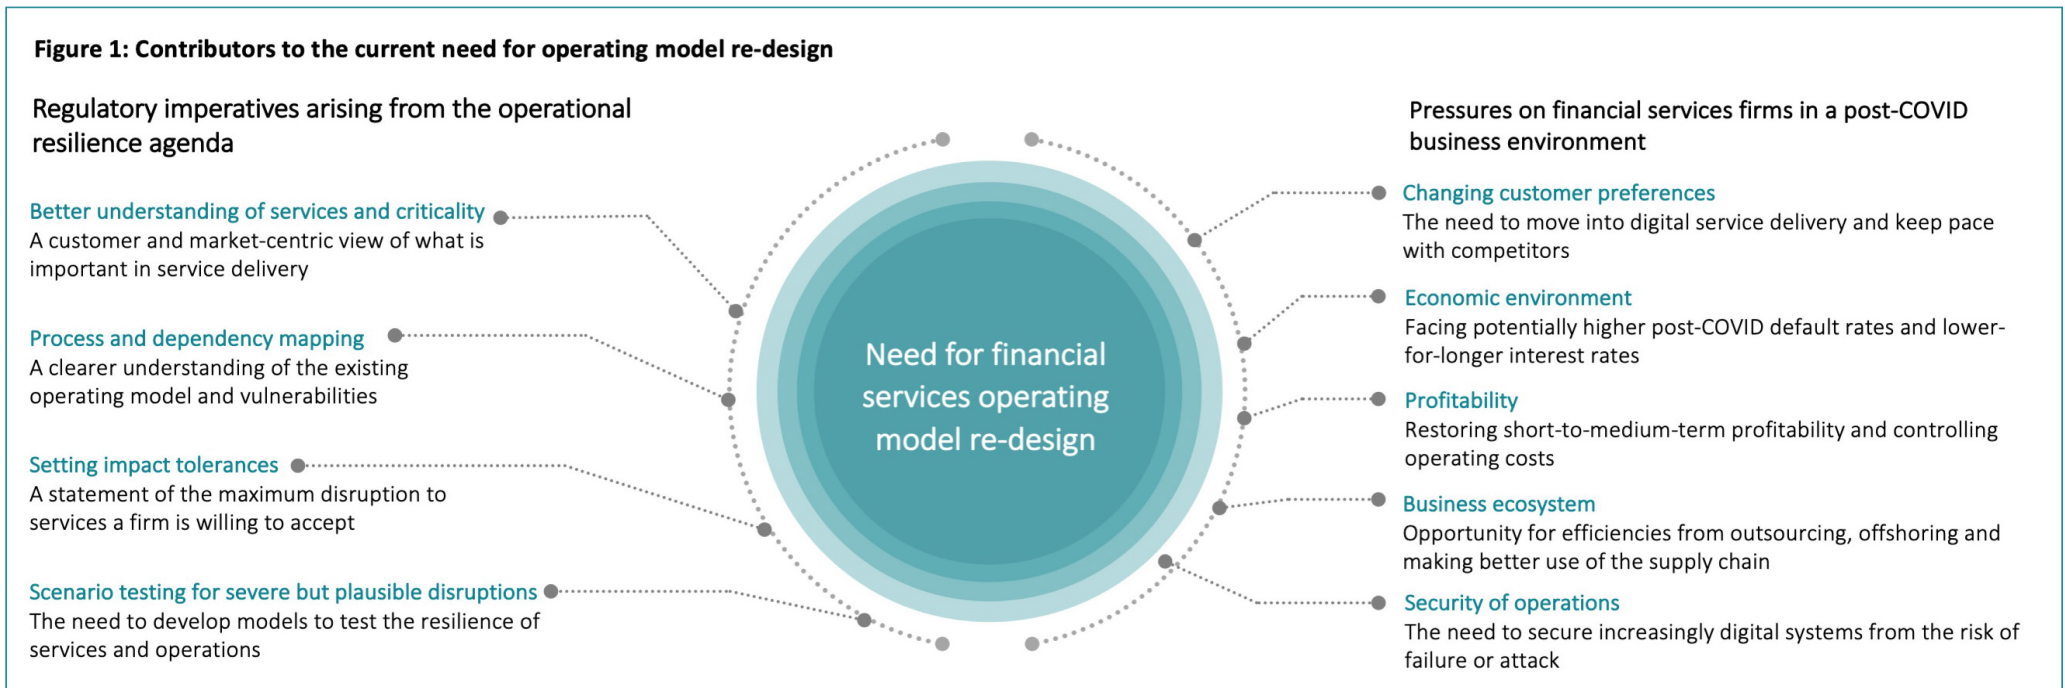 Figure 1: Contributors to the current need for operating model re-design
Regulatory imperatives arising from the operational
resilience agenda
Better understanding of services and criticality
A customer and market-centric view of what is
important in service delivery
Process and dependency mapping
A clearer understanding of the existing
operating model and vulnerabilities
Setting impact tolerances
A statement of the maximum disruption to
services a firm is willing to accept
Scenario testing for severe but plausible disruptions
The need to develop models to test the resilience of
services and operations
Need for financial
services operating
model re-design
Pressures on financial services firms in a post-COVID
business environment
Changing customer preferences
The need to move into digital service delivery and keep pace
with competitors
Economic environment
Facing potentially higher post-COVID default rates and lower-
for-longer interest rates
Profitability
Restoring short-to-medium-term profitability and controlling
operating costs
Business ecosystem
Opportunity for efficiencies from outsourcing, offshoring and
making better use of the supply chain
Security of operations
The need to secure increasingly digital systems from the risk of
failure or attack